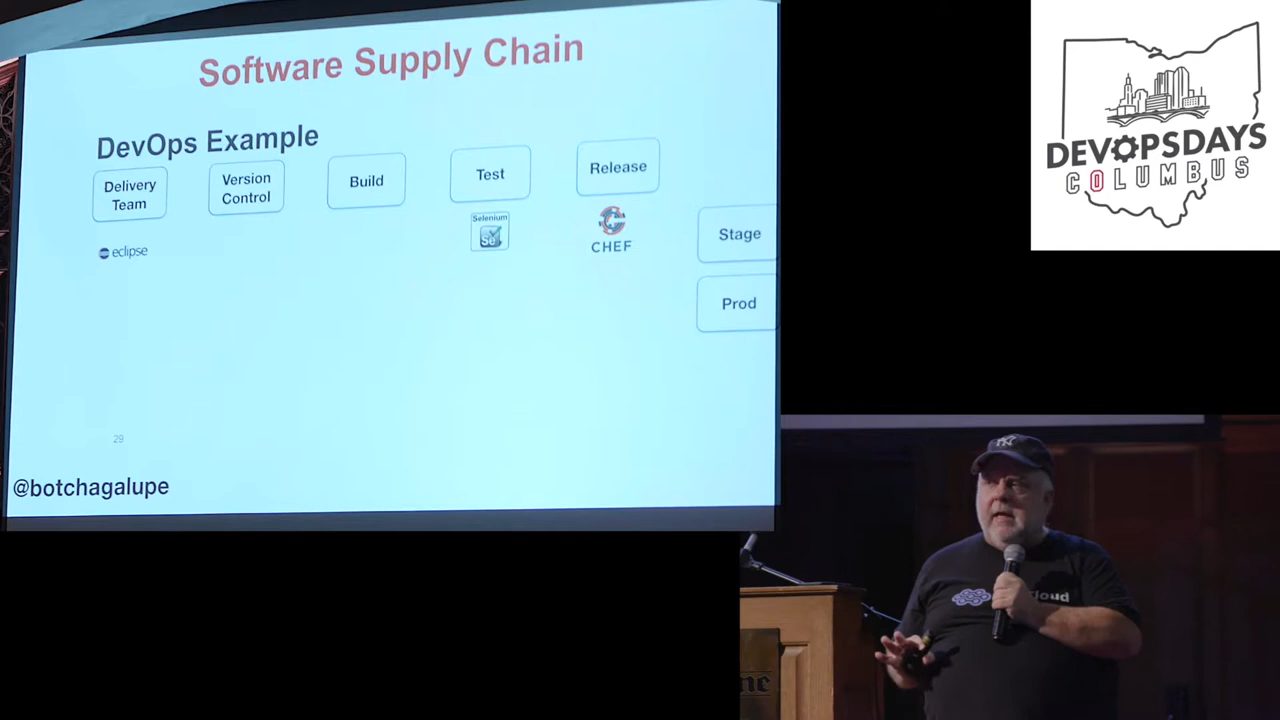 Software Supply Chain
DevOps Example
Delivery
Team
Version
Control
Build
Test
Release
eclipse
Selenium
Se
CHEF
Stage
Prod
29
@botchagalupe
DEVOPSDAYS
COLUMBUS
NY